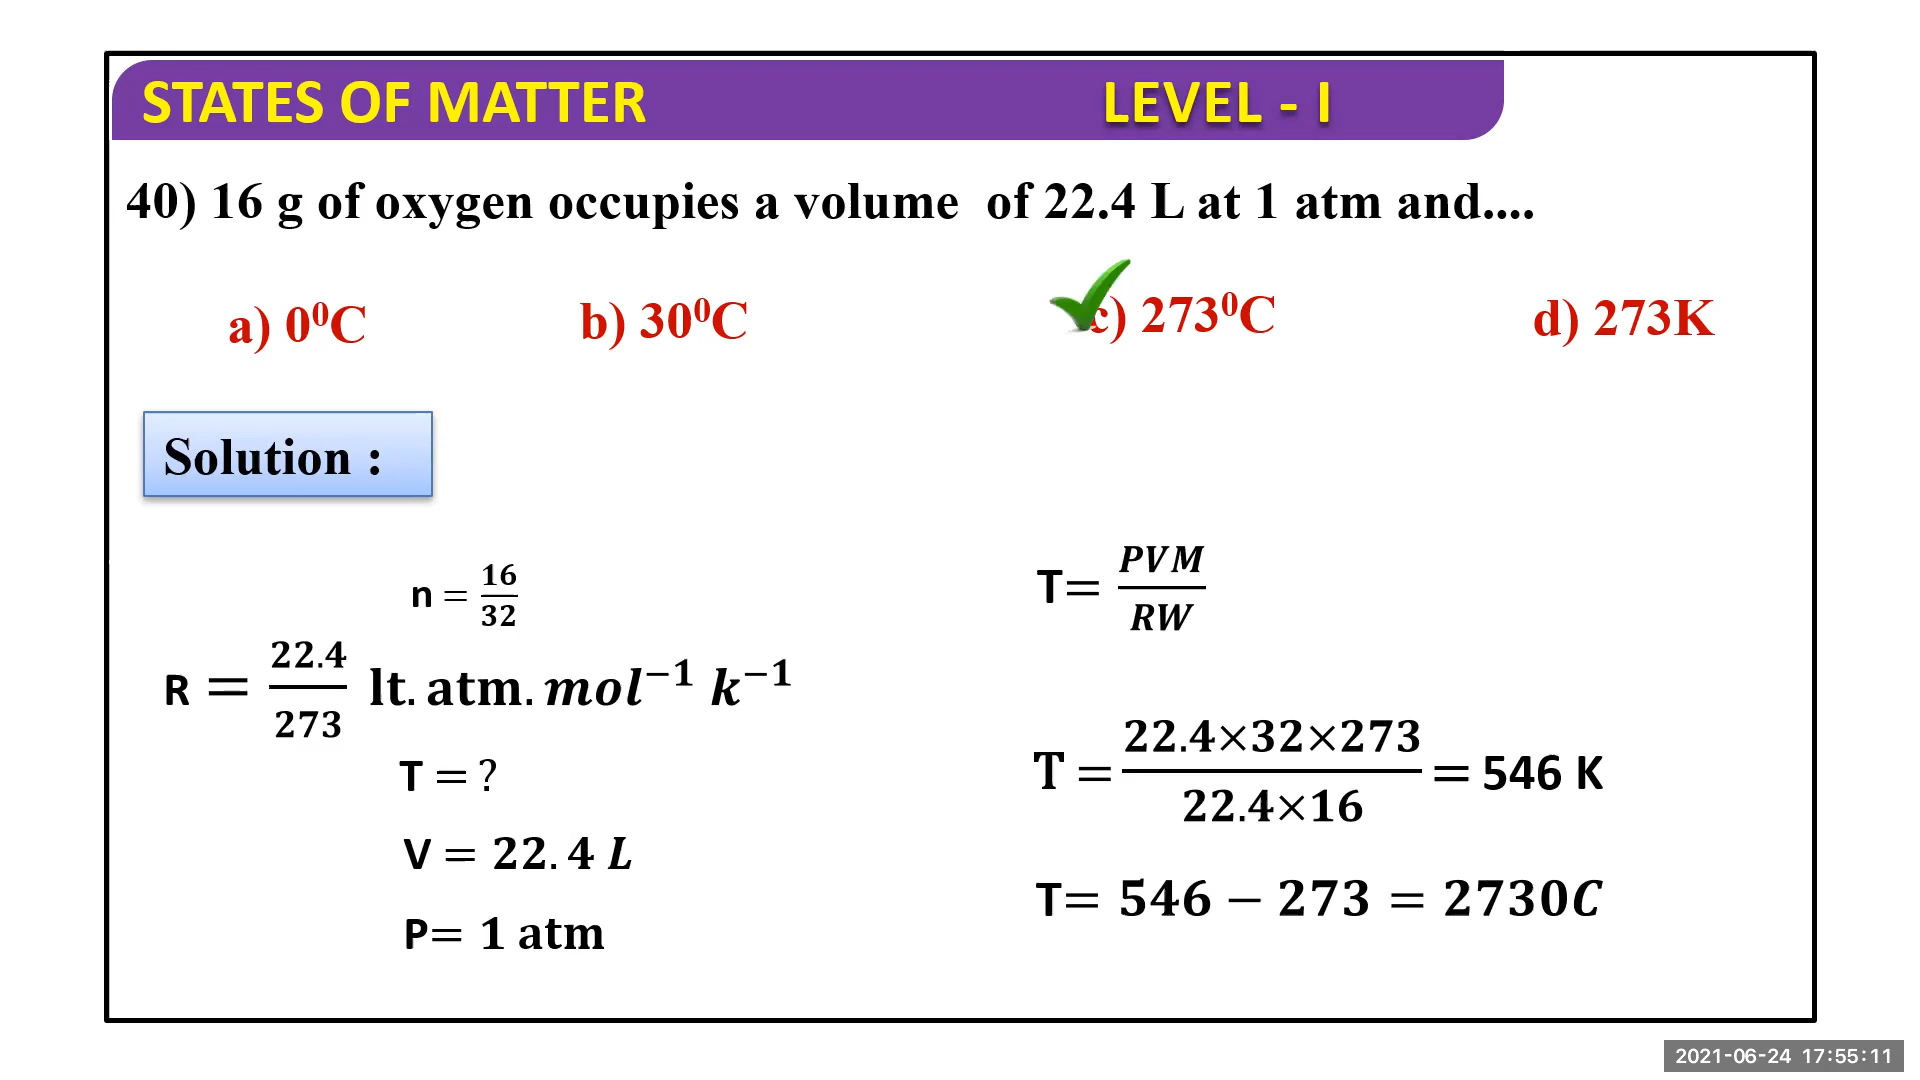 STATES OF MATTER LEVEL - I
40) 16 g of oxygen occupies a volume of 22.4 L at 1 atm and....
a) 0⁰C b) 30⁰C c) 273⁰C d) 273K
Solution :
n = 16/32
R = 22.4/273 lt. atm. mol⁻¹ k⁻¹
T = ?
V = 22.4 L
P= 1 atm
T= PVM/RW
T = 22.4×32×273/22.4×16 = 546 K
T= 546 − 273 = 2730C
2021-06-24 17:55:11